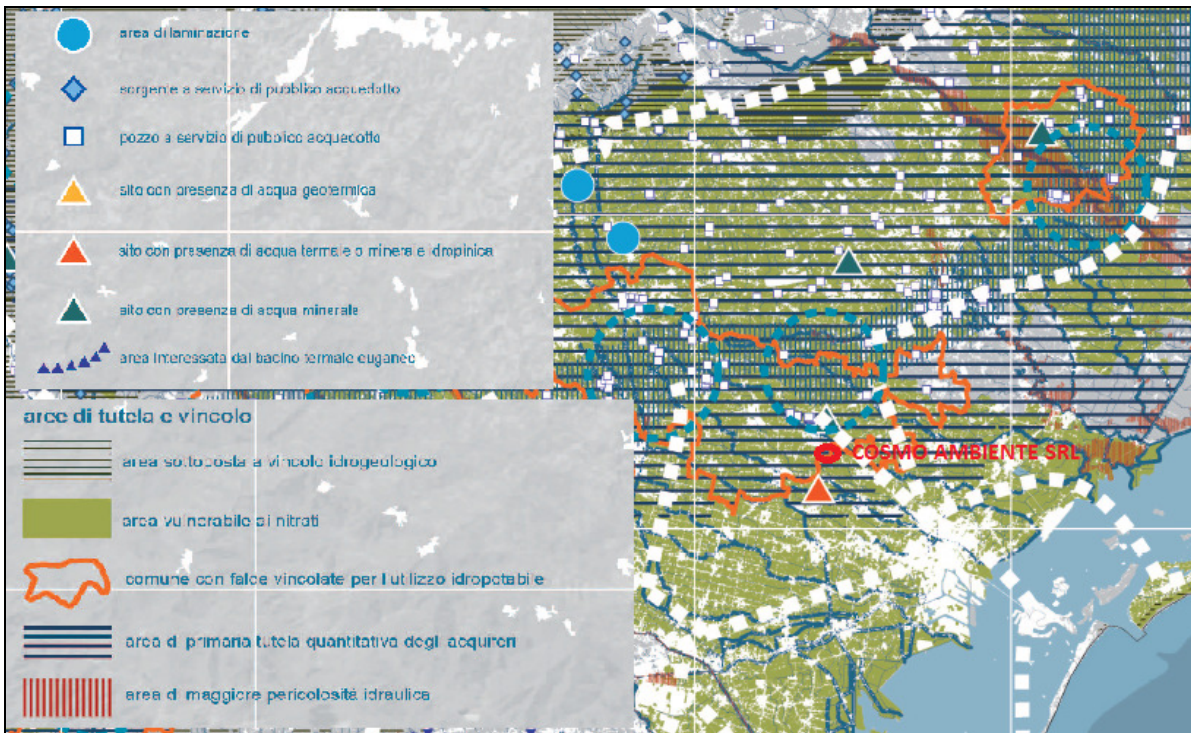 area di laminazione
sorgente a servizio di pubblico acquedotto
pozzo a servizio di pubblico acquedotto
sito con presenza di acqua geotermica
sito con presenza di acqua termale o minerale idropinica
sito con presenza di acqua minerale
area interessata dal bacino termale euganeo
aree di tutela e vincolo
area sottoposta a vincolo idrogeologico
area vulnerabile ai nitrati
comune con falde vincolate per l'utilizzo idropotabile
area di primaria tutela quantitativa degli acquiferi
area di maggiore pericolosità idraulica
COSMO AMBIENTE SRL